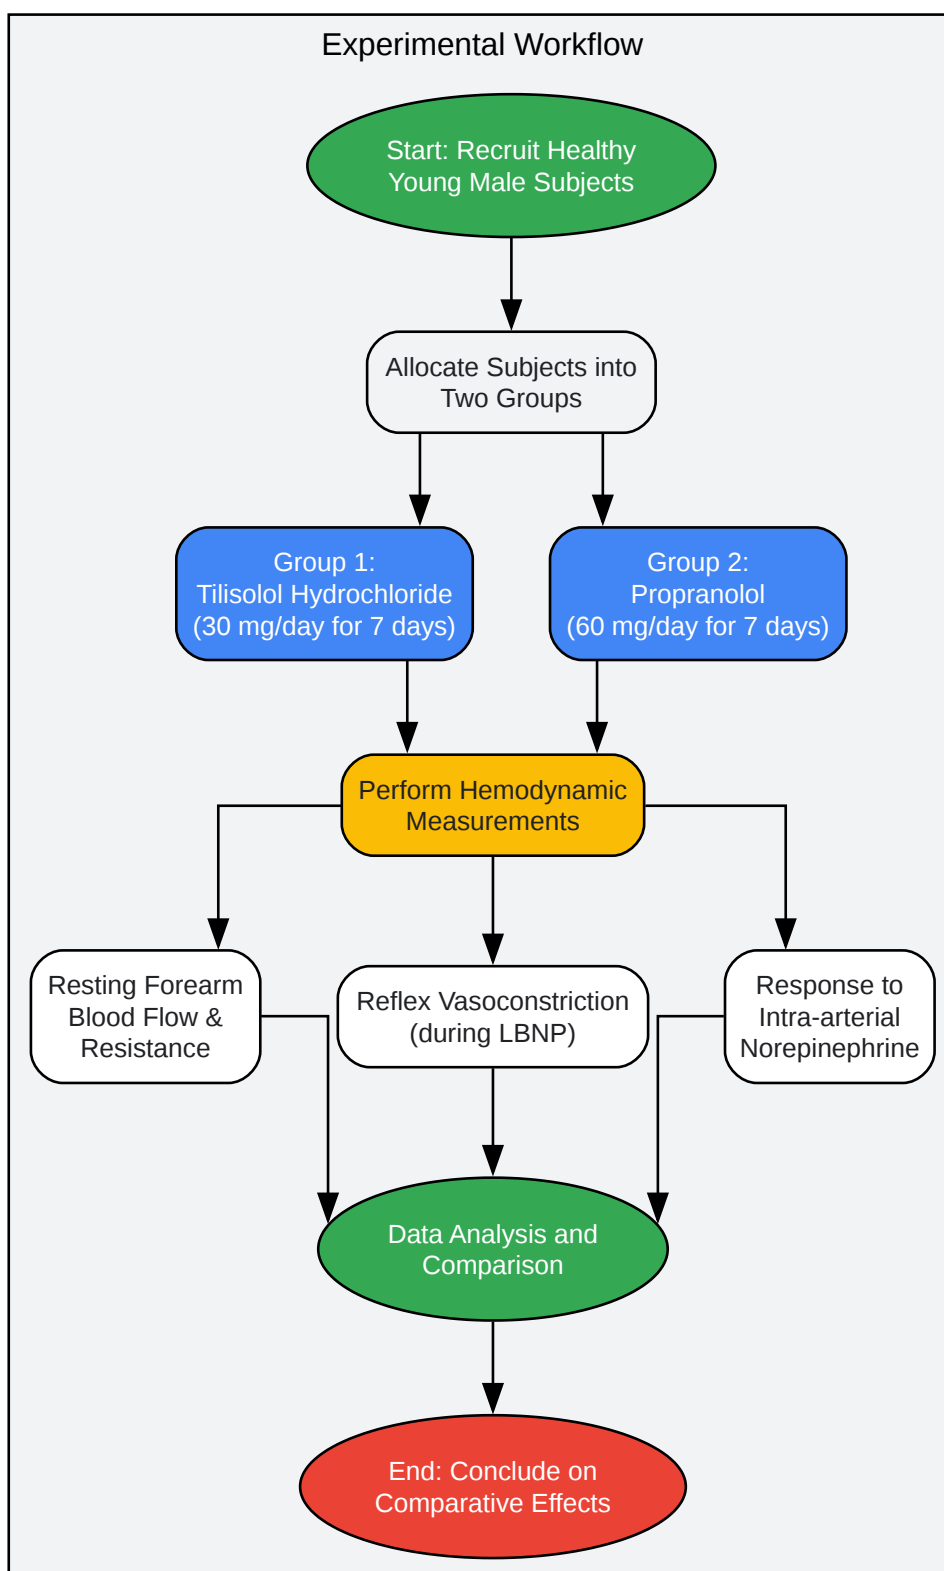 Experimental Workflow
Start: Recruit Healthy
Young Male Subjects
Allocate Subjects into
Two Groups
Group 1:
Tilisolol Hydrochloride
(30 mg/day for 7 days)
Group 2:
Propranolol
(60 mg/day for 7 days)
Perform Hemodynamic
Measurements
Resting Forearm
Blood Flow &
Resistance
Reflex Vasoconstriction
(during LBNP)
Response to
Intra-arterial
Norepinephrine
Data Analysis and
Comparison
End: Conclude on
Comparative Effects